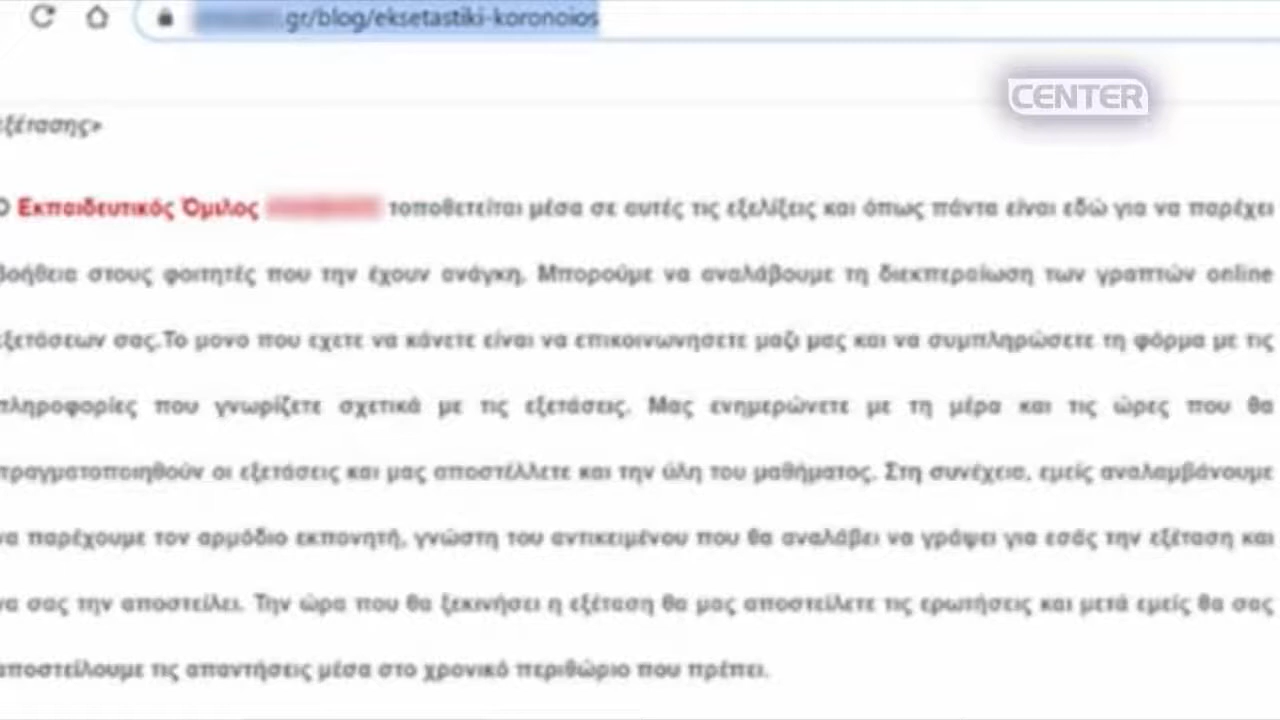 .gr/blog/eksetastiki-koronoios
CENTER
εξέτασης»
Ο Εκπαιδευτικός Όμιλος τοποθετείται μέσα σε αυτές τις εξελίξεις και όπως πάντα είναι εδώ για να παρέχει
βοήθεια στους φοιτητές που την έχουν ανάγκη. Μπορούμε να αναλάβουμε τη διεκπεραίωση των γραπτών online
εξετάσεων σας.Το μονο που εχετε να κάνετε είναι να επικοινωνησετε μαζι μας και να συμπληρώσετε τη φόρμα με τις
πληροφορίες που γνωρίζετε σχετικά με τις εξετάσεις. Μας ενημερώνετε με τη μέρα και τις ώρες που θα
πραγματοποιηθούν οι εξετάσεις και μας αποστέλλετε και την ύλη του μαθήματος. Στη συνέχεια, εμείς αναλαμβάνουμε
να παρέχουμε τον αρμόδιο εκπονητή, γνώστη του αντικειμένου που θα αναλάβει να γράψει για εσάς την εξέταση και
να σας την αποστείλει. Την ώρα που θα ξεκινήσει η εξέταση θα μας αποστείλετε τις ερωτήσεις και μετά εμείς θα σας
αποστείλουμε τις απαντήσεις μέσα στο χρονικό περιθώριο που πρέπει.